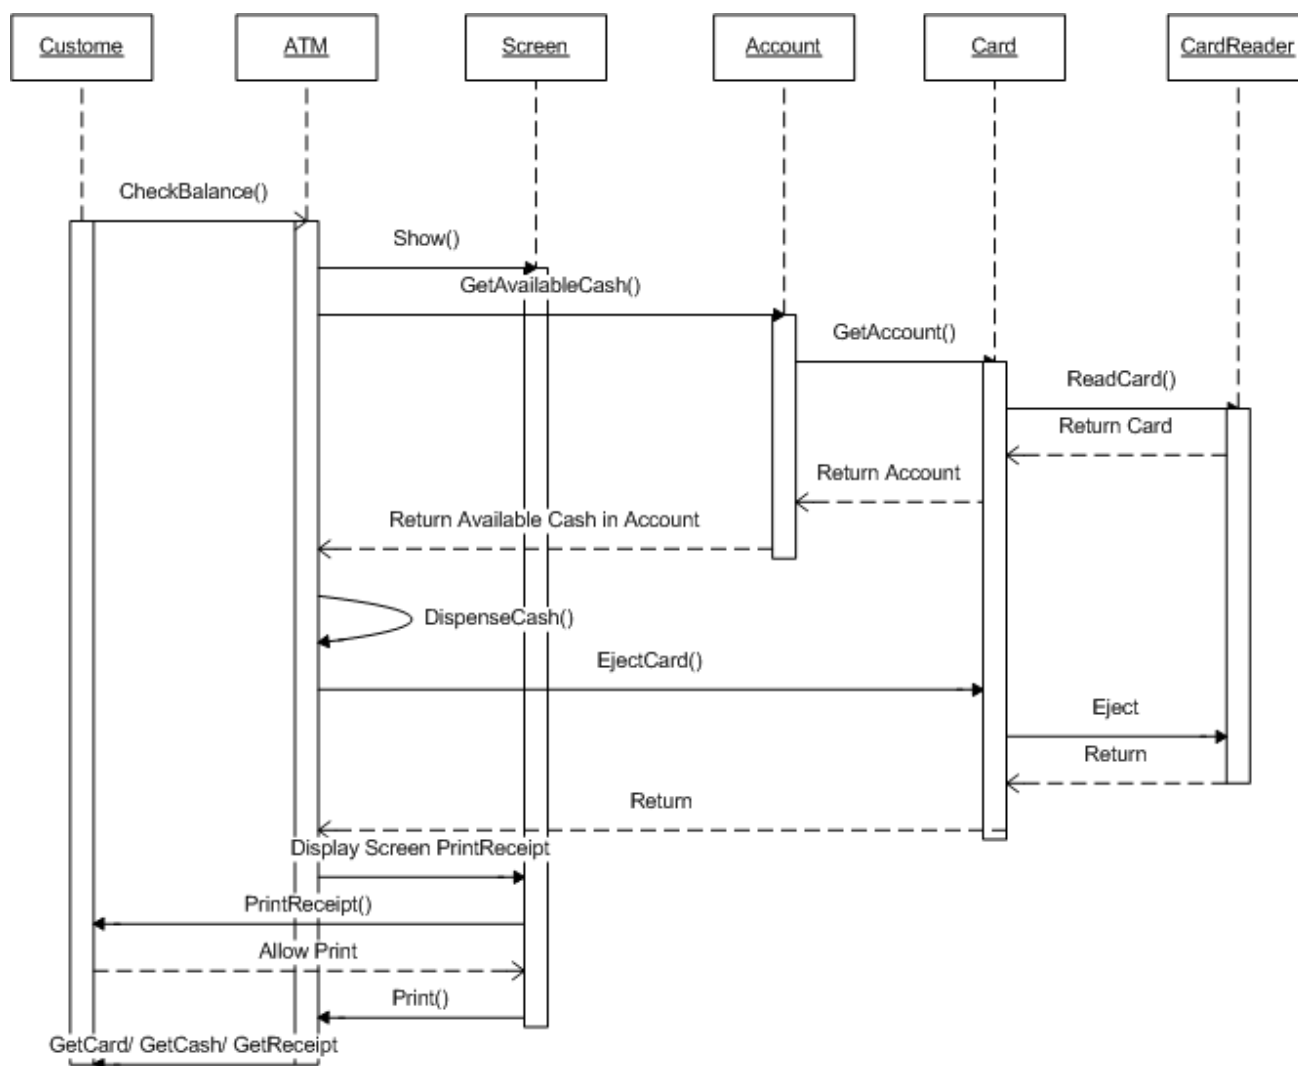 Custome
ATM
Screen
Account
Card
CardReader
CheckBalance()
Show()
GetAvailableCash()
GetAccount()
ReadCard()
Return Card
Return Account
Return Available Cash in Account
DispenseCash()
EjectCard()
Eject
Return
Return
Display Screen PrintReceipt
PrintReceipt()
Allow Print
Print()
GetCard/ GetCash/ GetReceipt